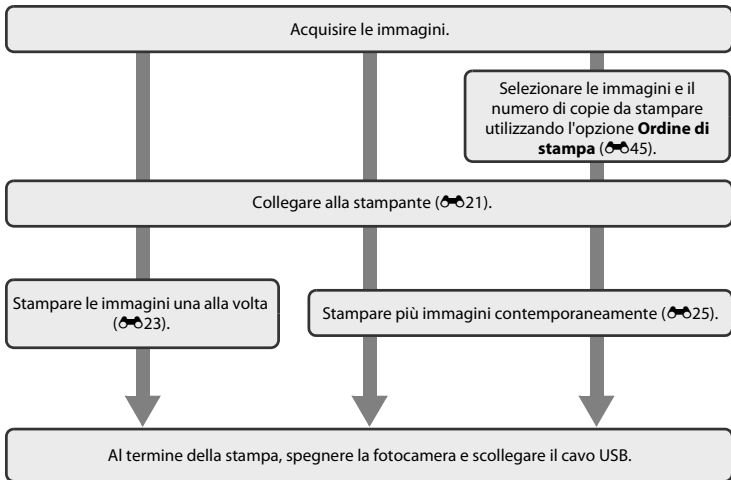 Acquisire le immagini.
Selezionare le immagini e il
numero di copie da stampare
utilizzando l'opzione Ordine di
stampa (45).
Collegare alla stampante (21).
Stampare le immagini una alla volta
(23).
Stampare più immagini contemporaneamente (25).
Al termine della stampa, spegnere la fotocamera e scollegare il cavo USB.